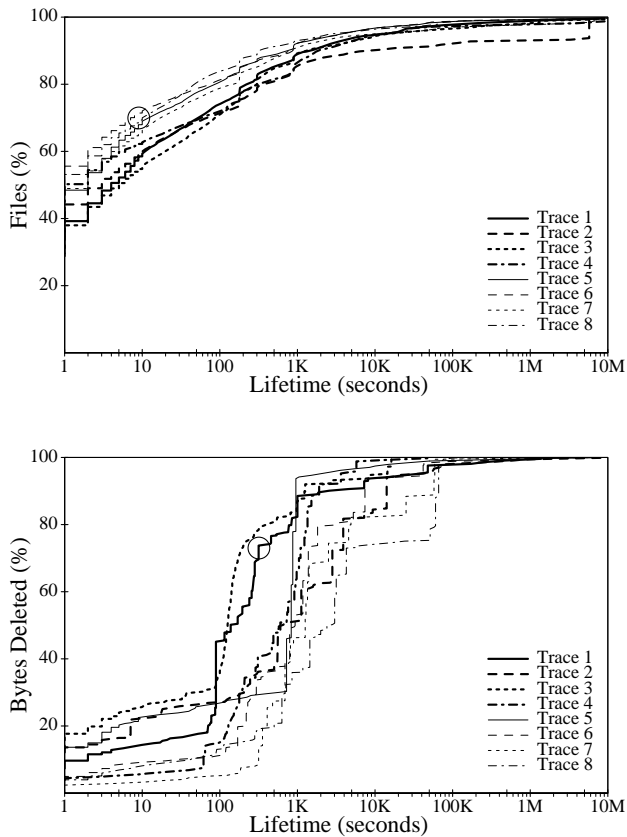 100
80
60
40
20
Files (%)
Trace 1
Trace 2
Trace 3
Trace 4
Trace 5
Trace 6
Trace 7
Trace 8
1 10 100 1K 10K 100K 1M 10M
Lifetime (seconds)
100
80
60
40
20
Bytes Deleted (%)
Trace 1
Trace 2
Trace 3
Trace 4
Trace 5
Trace 6
Trace 7
Trace 8
1 10 100 1K 10K 100K 1M 10M
Lifetime (seconds)